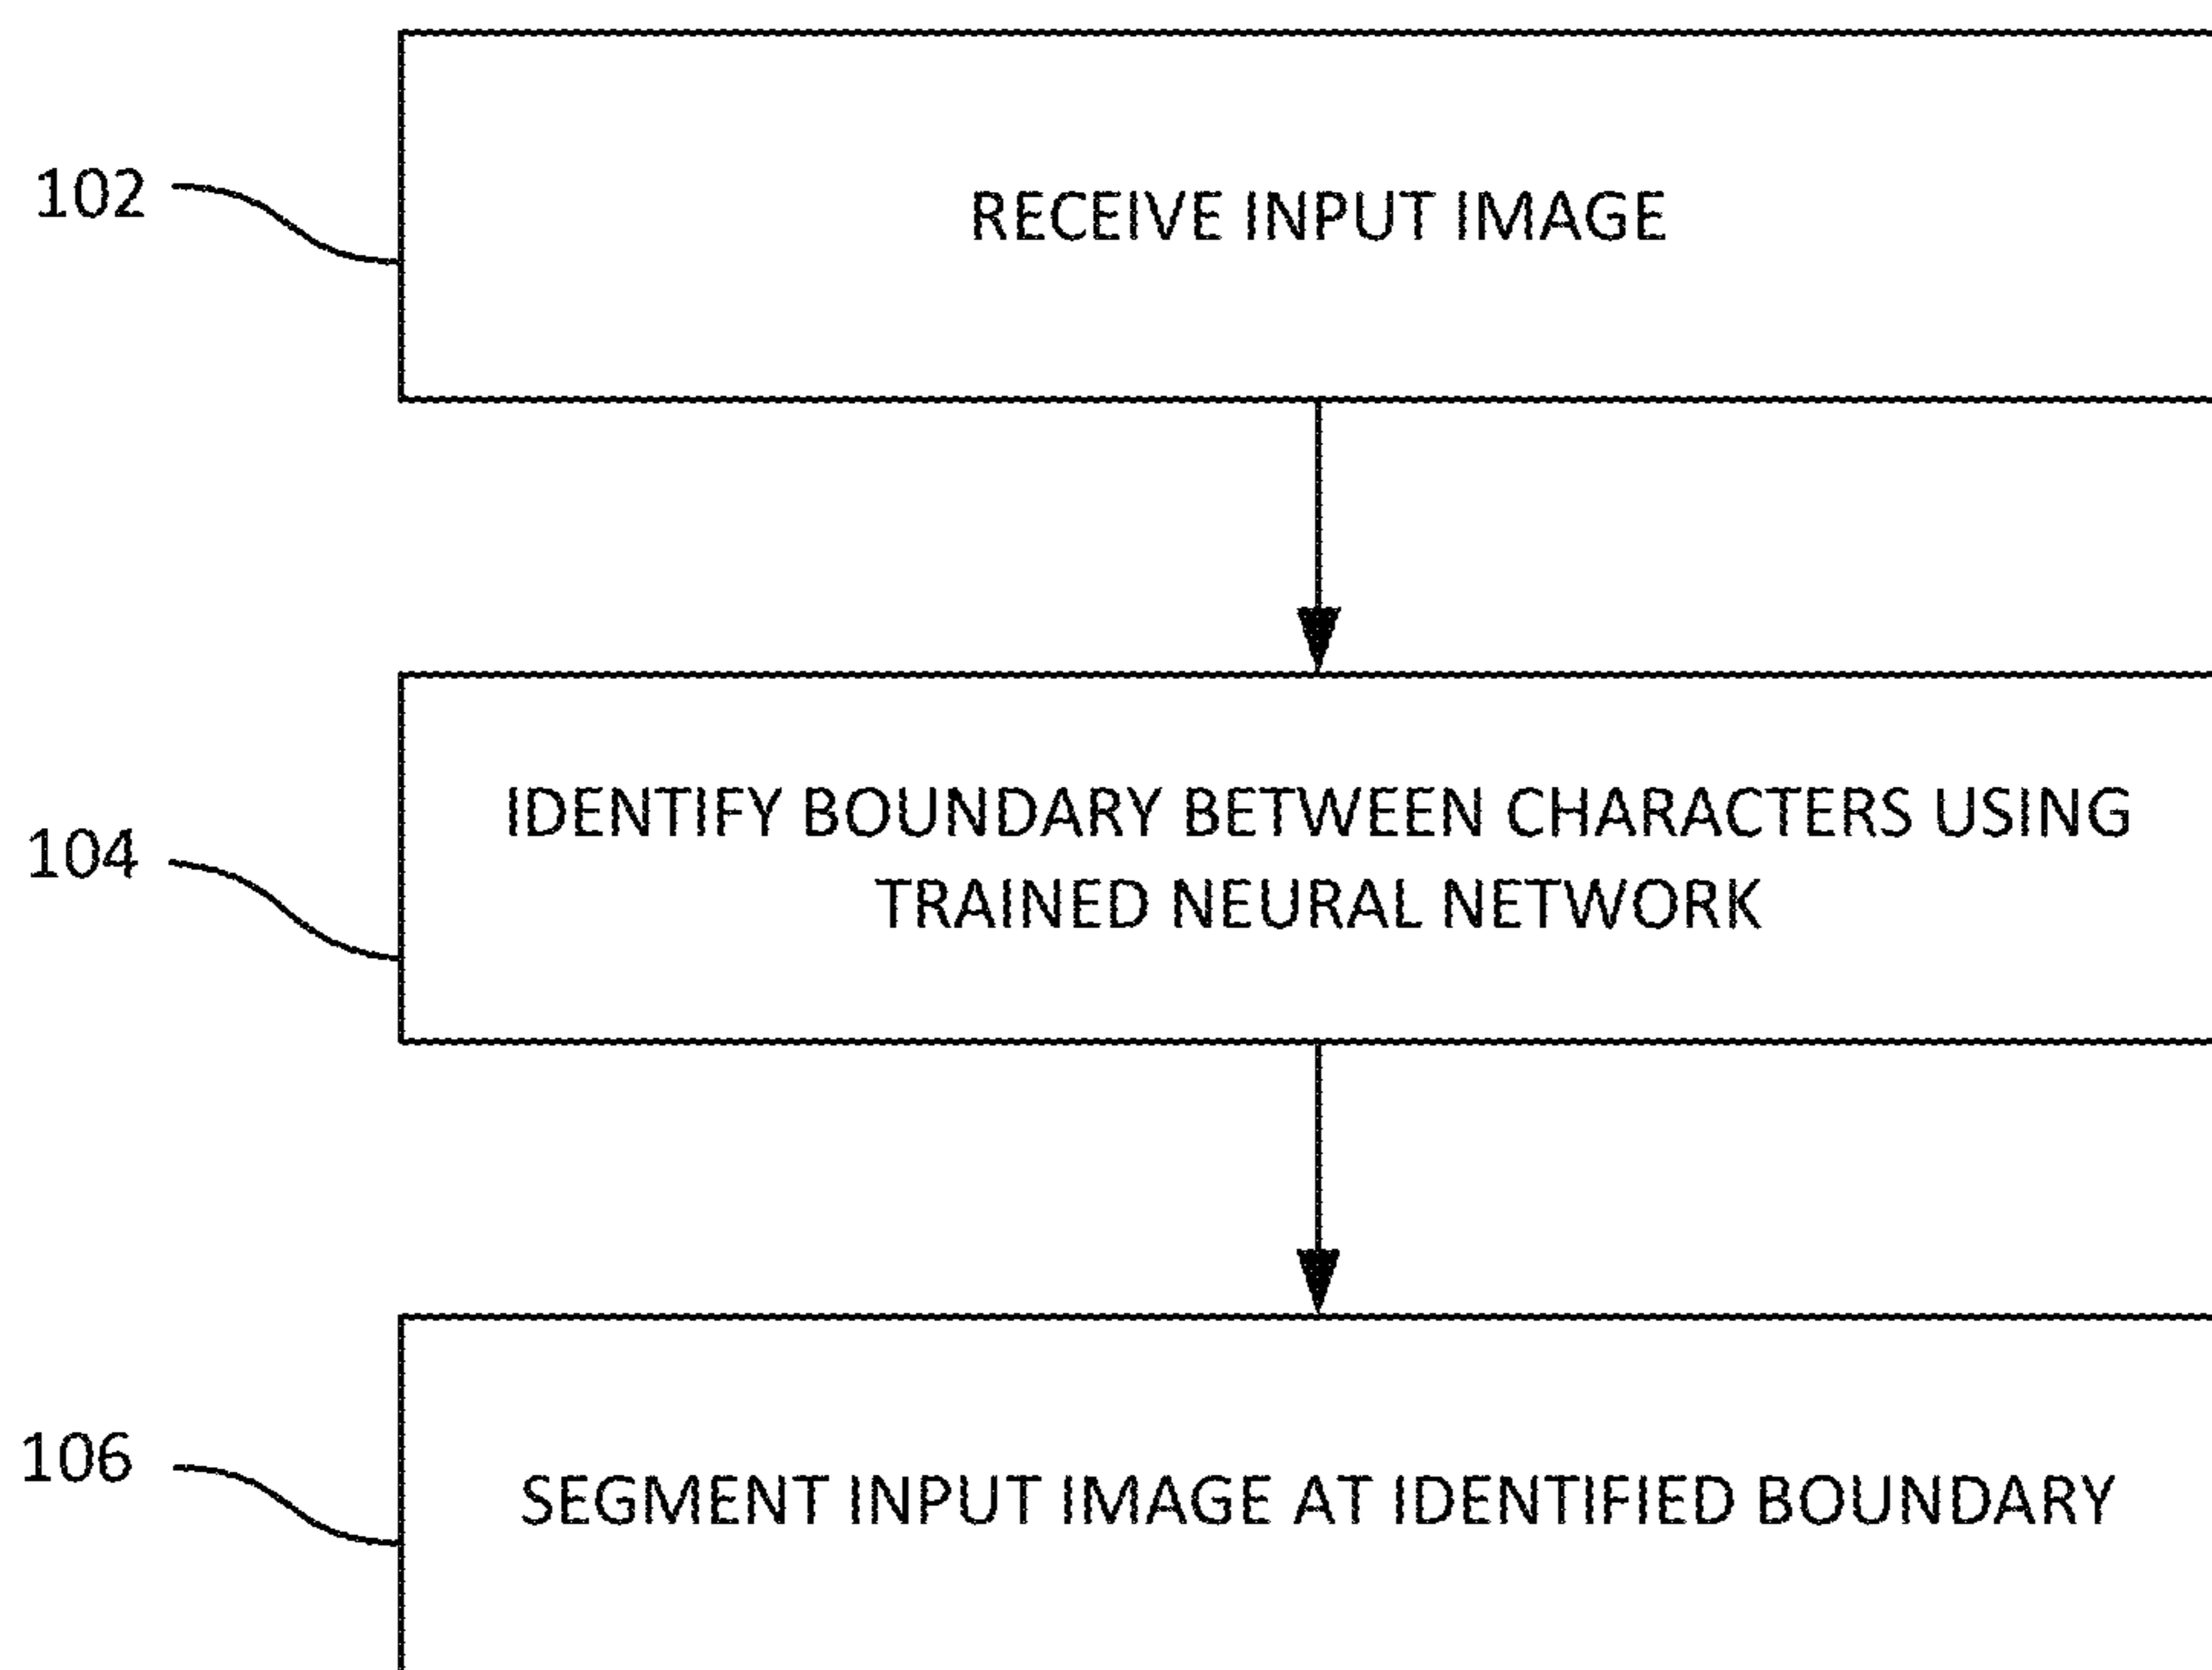 102
RECEIVE INPUT IMAGE
104
IDENTIFY BOUNDARY BETWEEN CHARACTERS USING
TRAINED NEURAL NETWORK
106
SEGMENT INPUT IMAGE AT IDENTIFIED BOUNDARY